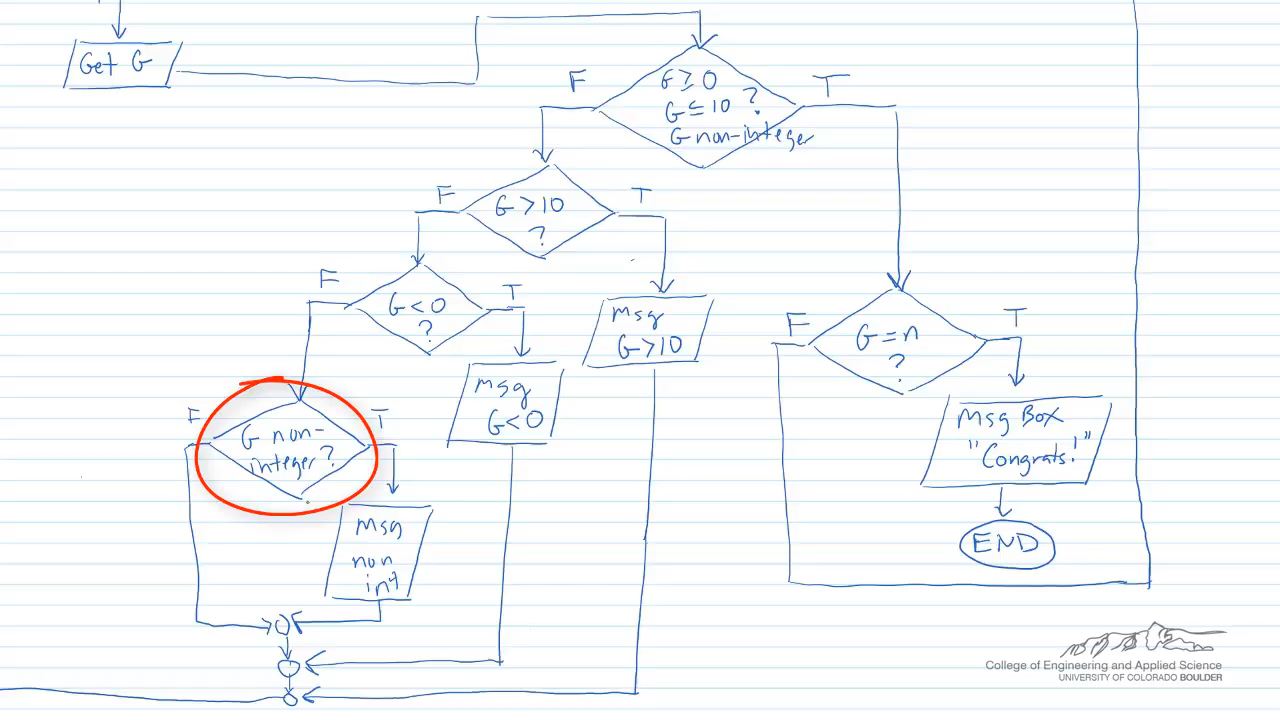 Get G
F
G ≥ 0
G ≤ 10 ?
G non-integer
T
F
G > 10
?
T
F
G < 0
?
T
msg
G > 10
F
G = n
?
T
F
G non-
integer?
T
msg
G < 0
Msg Box
"Congrats!"
END
msg
non
int
College of Engineering and Applied Science
UNIVERSITY OF COLORADO BOULDER